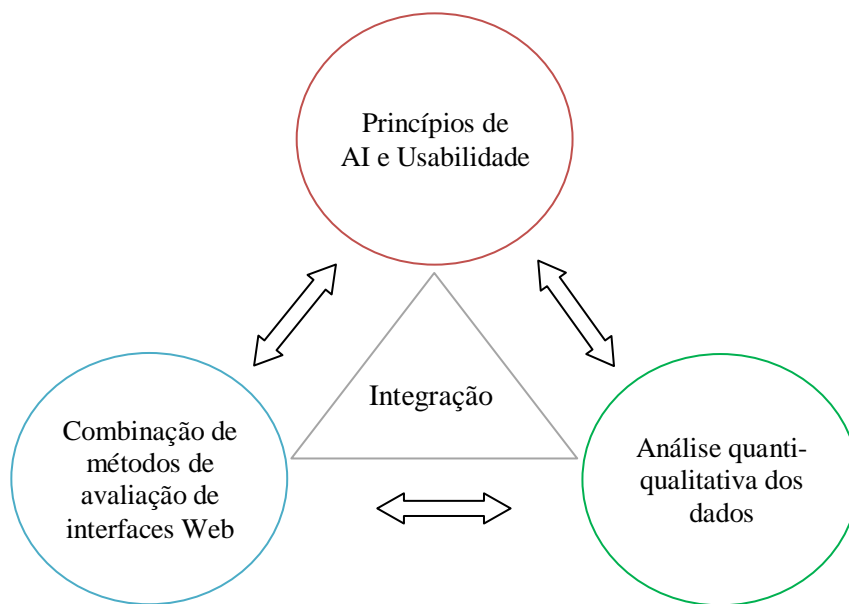 Princípios de
AI e Usabilidade
Integração
Combinação de
métodos de
avaliação de
interfaces Web
Análise quanti-
qualitativa dos
dados